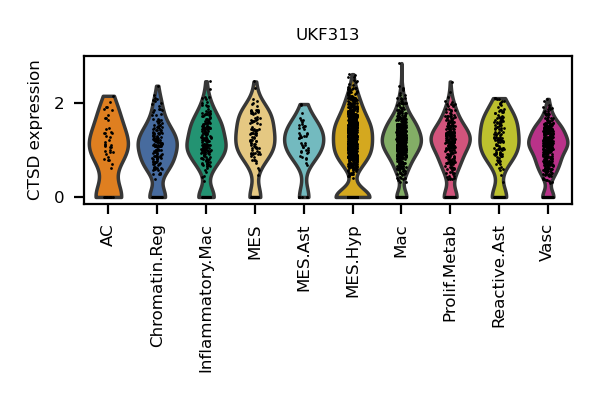 UKF313
CTSD expression
2
0
AC
Chromatin.Reg
Inflammatory.Mac
MES
MES.Ast
MES.Hyp
Mac
Prolif.Metab
Reactive.Ast
Vasc